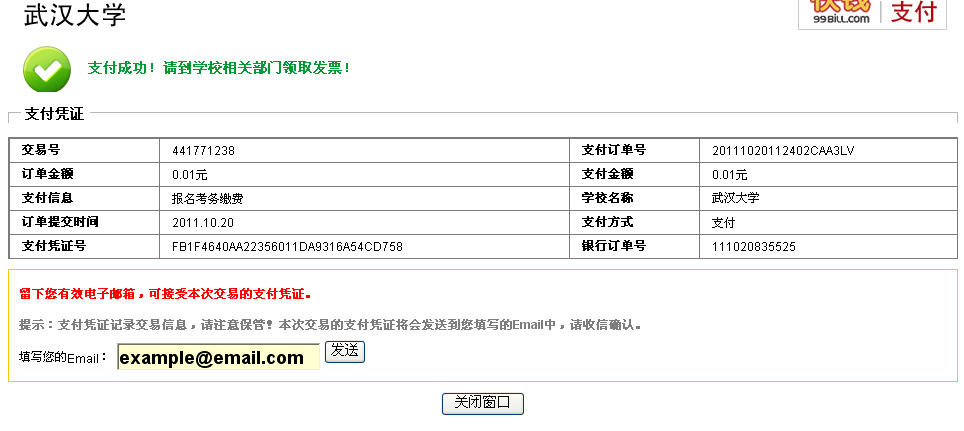 武汉大学
快钱
99BILL.COM
支付
支付成功！请到学校相关部门领取发票！
支付凭证
交易号 441771238 支付订单号 20111020112402CAA3LV
订单金额 0.01元 支付金额 0.01元
支付信息 报名考务缴费 学校名称 武汉大学
订单提交时间 2011.10.20 支付方式 支付
支付凭证号 FB1F4640AA22356011DA9316A54CD758 银行订单号 111020835525
留下您有效电子邮箱，可接受本次交易的支付凭证。
提示：支付凭证记录交易信息，请注意保管！本次交易的支付凭证将会发送到您填写的Email中，请收信确认。
填写您的Email： example@email.com 发送
关闭窗口